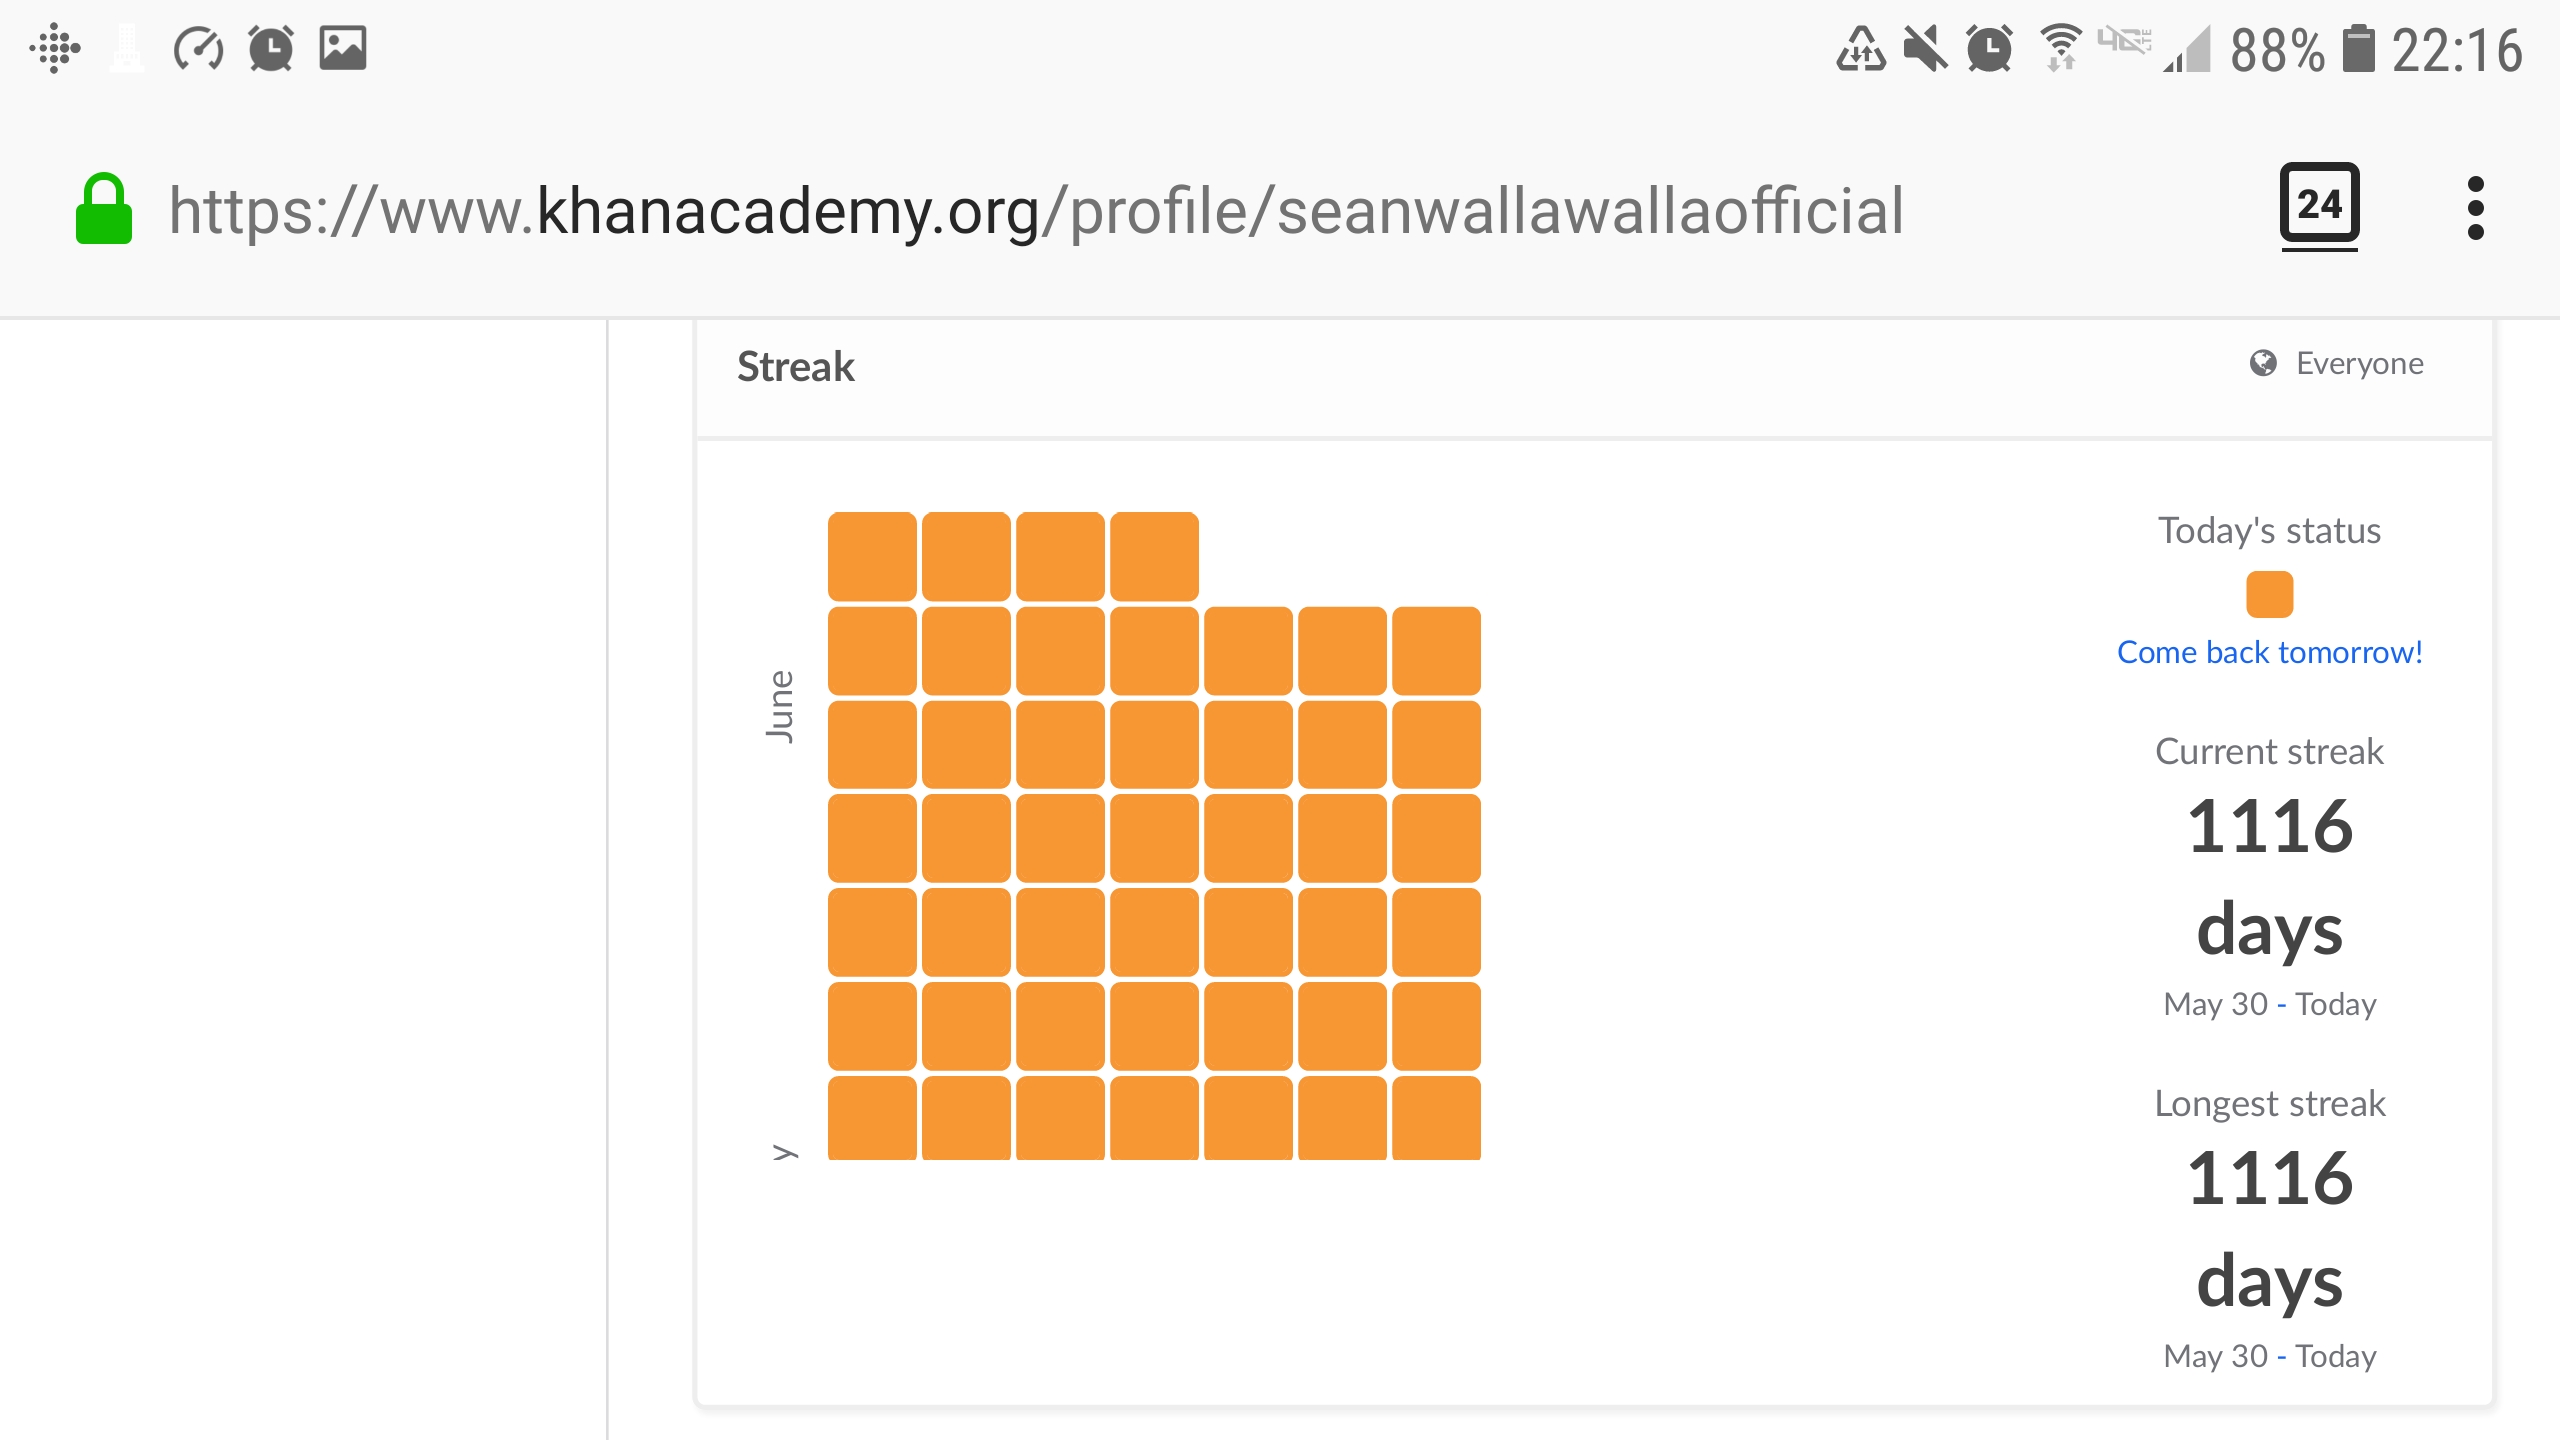 88% 22:16
https://www.khanacademy.org/profile/seanwallawallaofficial
24
Streak
Everyone
June
y
Today's status
Come back tomorrow!
Current streak
1116
days
May 30 - Today
Longest streak
1116
days
May 30 - Today